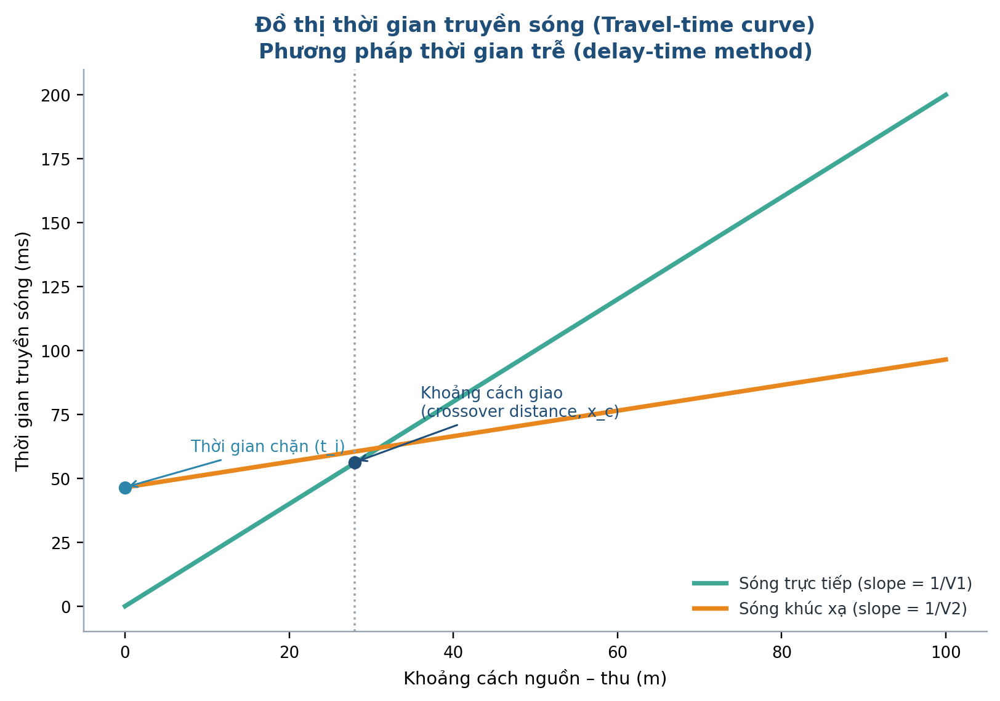 Đồ thị thời gian truyền sóng (Travel-time curve)
Phương pháp thời gian trễ (delay-time method)
Thời gian truyền sóng (ms)
200
175
150
125
100
75
50
25
0
Khoảng cách giao
(crossover distance, x_c)
Thời gian chặn (t_i)
Sóng trực tiếp (slope = 1/V1)
Sóng khúc xạ (slope = 1/V2)
0 20 40 60 80 100
Khoảng cách nguồn – thu (m)